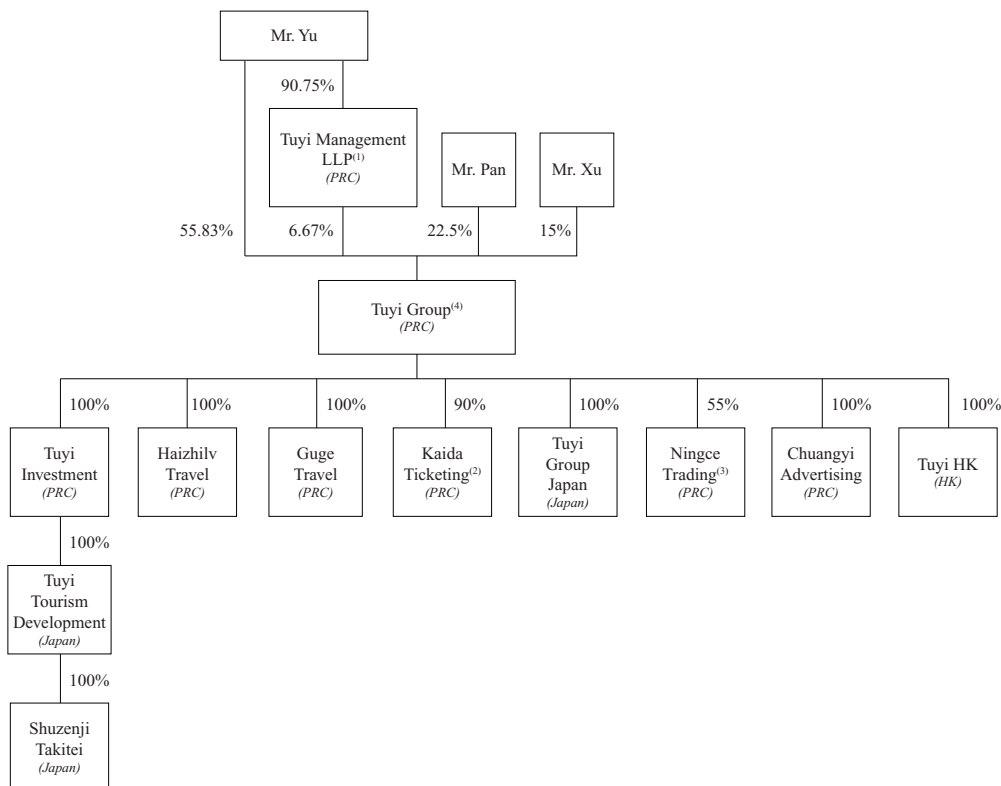 Mr. Yu
90.75%
Tuyi Management
LLP(1)
(PRC)
Mr. Pan
Mr. Xu
55.83%
6.67%
22.5%
15%
Tuyi Group(4)
(PRC)
100%
100%
100%
90%
100%
55%
100%
100%
Tuyi
Investment
(PRC)
Haizhilv
Travel
(PRC)
Guge
Travel
(PRC)
Kaida
Ticketing(2)
(PRC)
Tuyi
Group
Japan
(Japan)
Ningce
Trading(3)
(PRC)
Chuangyi
Advertising
(PRC)
Tuyi HK
(HK)
100%
Tuyi
Tourism
Development
(Japan)
100%
Shuzenji
Takitei
(Japan)